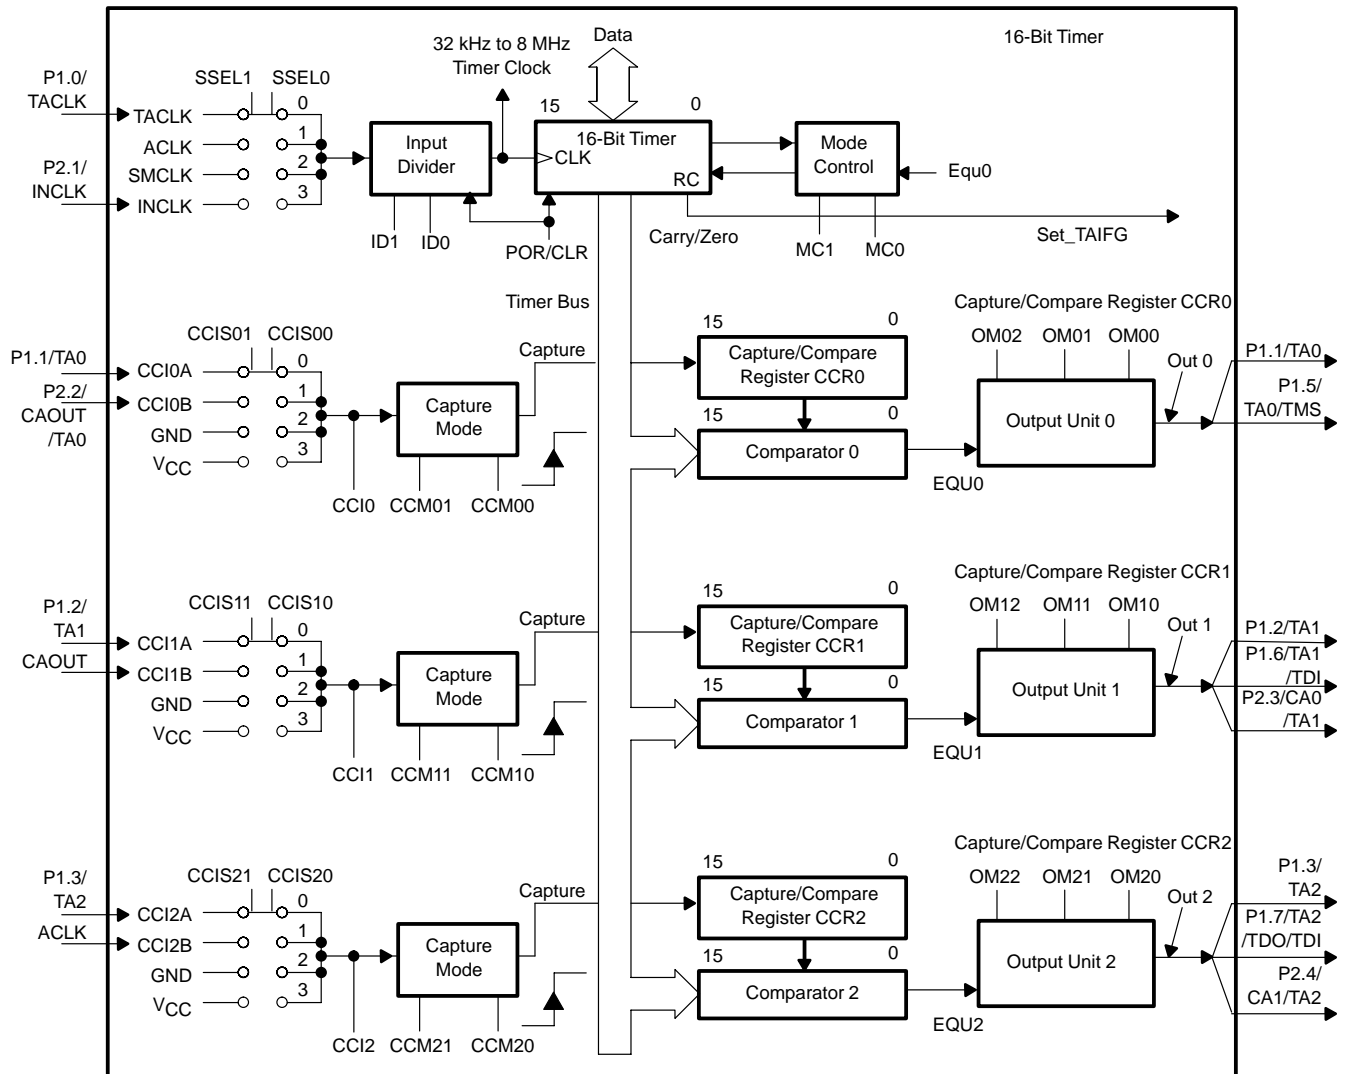 16-Bit Timer
32 kHz to 8 MHz
Timer Clock
Data
P1.0/
TACLK
SSEL1 SSEL0
TACLK
0
ACLK
1
SMCLK
2
INCLK
3
P2.1/
INCLK
Input
Divider
ID1 ID0
15 0
16-Bit Timer
CLK
RC
POR/CLR
Carry/Zero
Mode
Control
Equ0
MC1 MC0
Set_TAIFG
Timer Bus
P1.1/TA0
P2.2/
CAOUT
/TA0
CCIS01 CCIS00
CCI0A
0
CCI0B
1
GND
2
VCC
3
CCI0
Capture
Mode
CCM01 CCM00
Capture
15 0
Capture/Compare
Register CCR0
15 0
Comparator 0
EQU0
Capture/Compare Register CCR0
OM02 OM01 OM00
Output Unit 0
Out 0
P1.1/TA0
P1.5/
TA0/TMS
P1.2/
TA1
CAOUT
CCIS11 CCIS10
CCI1A
0
CCI1B
1
GND
2
VCC
3
CCI1
Capture
Mode
CCM11 CCM10
Capture
15 0
Capture/Compare
Register CCR1
15 0
Comparator 1
EQU1
Capture/Compare Register CCR1
OM12 OM11 OM10
Output Unit 1
Out 1
P1.2/TA1
P1.6/TA1
/TDI
P2.3/CA0
/TA1
P1.3/
TA2
ACLK
CCIS21 CCIS20
CCI2A
0
CCI2B
1
GND
2
VCC
3
CCI2
Capture
Mode
CCM21 CCM20
Capture
15 0
Capture/Compare
Register CCR2
15 0
Comparator 2
EQU2
Capture/Compare Register CCR2
OM22 OM21 OM20
Output Unit 2
Out 2
P1.3/
TA2
P1.7/TA2
/TDO/TDI
P2.4/
CA1/TA2